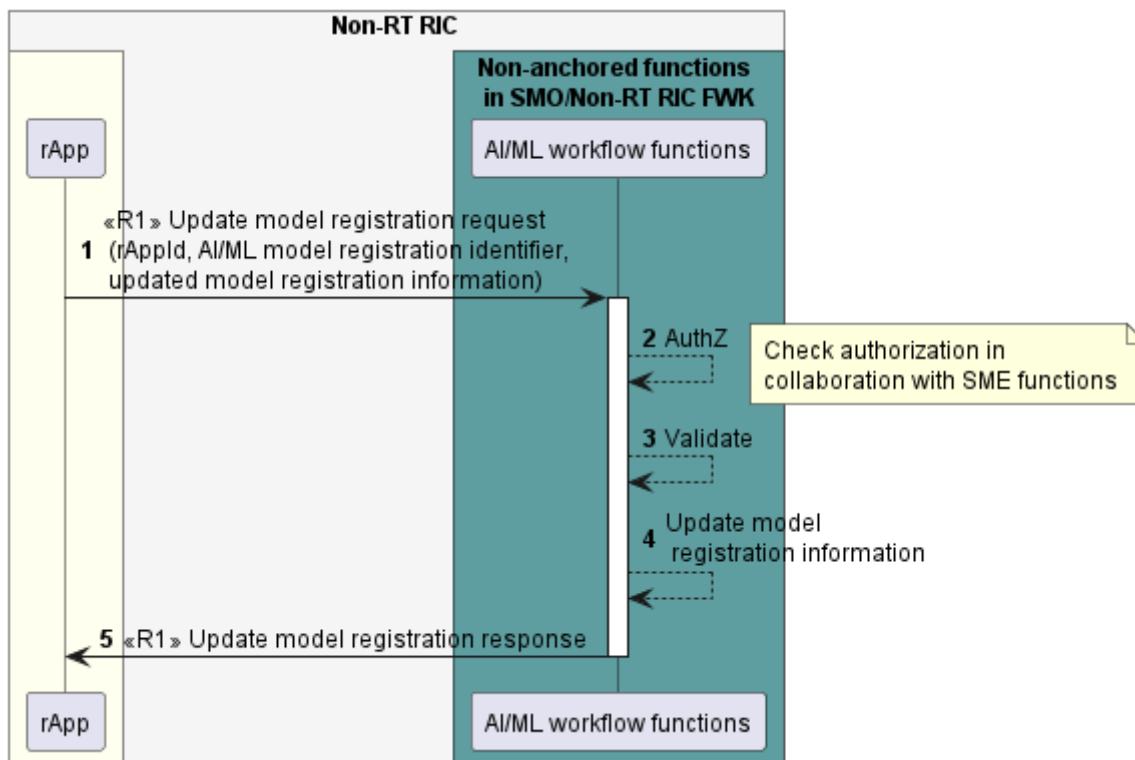 Non-RT RIC
Non-anchored functions
in SMO/Non-RT RIC FWK
rApp
AI/ML workflow functions
«R1» Update model registration request
1 (rAppId, AI/ML model registration identifier,
updated model registration information)
2 AuthZ
Check authorization in
collaboration with SME functions
3 Validate
4 Update model
registration information
5 «R1» Update model registration response
rApp
AI/ML workflow functions